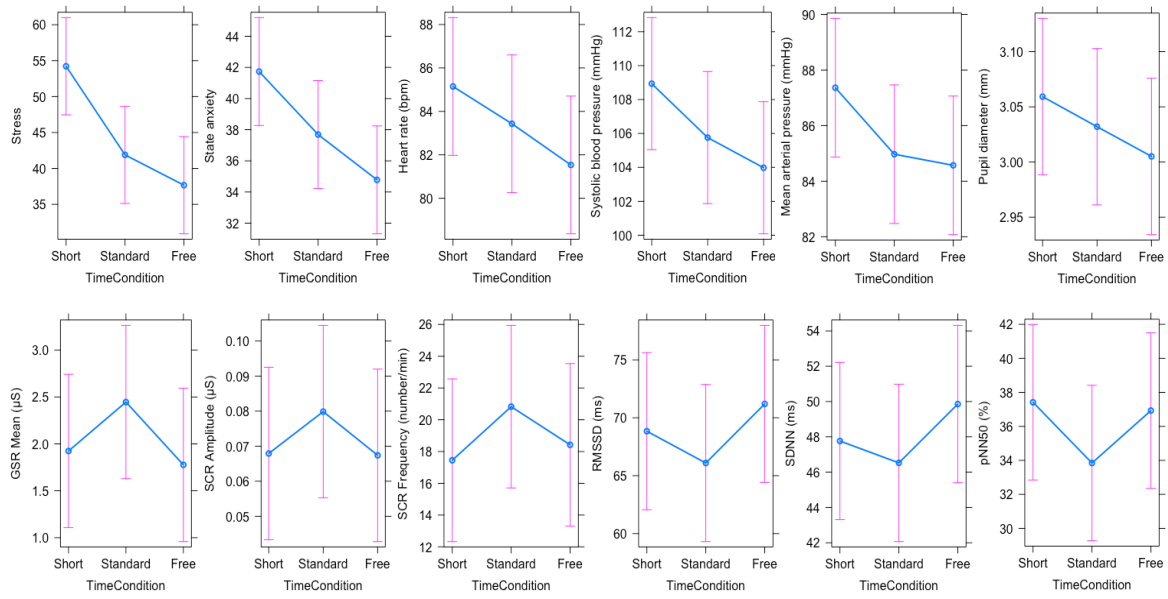 Stress
60
55
50
45
40
35
Short Standard Free
TimeCondition
State anxiety
44
42
40
38
36
34
32
Short Standard Free
TimeCondition
Heart rate (bpm)
88
86
84
82
80
Short Standard Free
TimeCondition
Systolic blood pressure (mmHg)
112
110
108
106
104
102
100
Short Standard Free
TimeCondition
Mean arterial pressure (mmHg)
90
88
86
84
82
Short Standard Free
TimeCondition
Pupil diameter (mm)
3.10
3.05
3.00
2.95
Short Standard Free
TimeCondition
GSR Mean (µS)
3.0
2.5
2.0
1.5
1.0
Short Standard Free
TimeCondition
SCR Amplitude (µS)
0.10
0.09
0.08
0.07
0.06
0.05
Short Standard Free
TimeCondition
SCR Frequency (number/min)
26
24
22
20
18
16
14
12
Short Standard Free
TimeCondition
RMSSD (ms)
75
70
65
60
Short Standard Free
TimeCondition
SDNN (ms)
54
52
50
48
46
44
42
Short Standard Free
TimeCondition
pNN50 (%)
42
40
38
36
34
32
30
Short Standard Free
TimeCondition